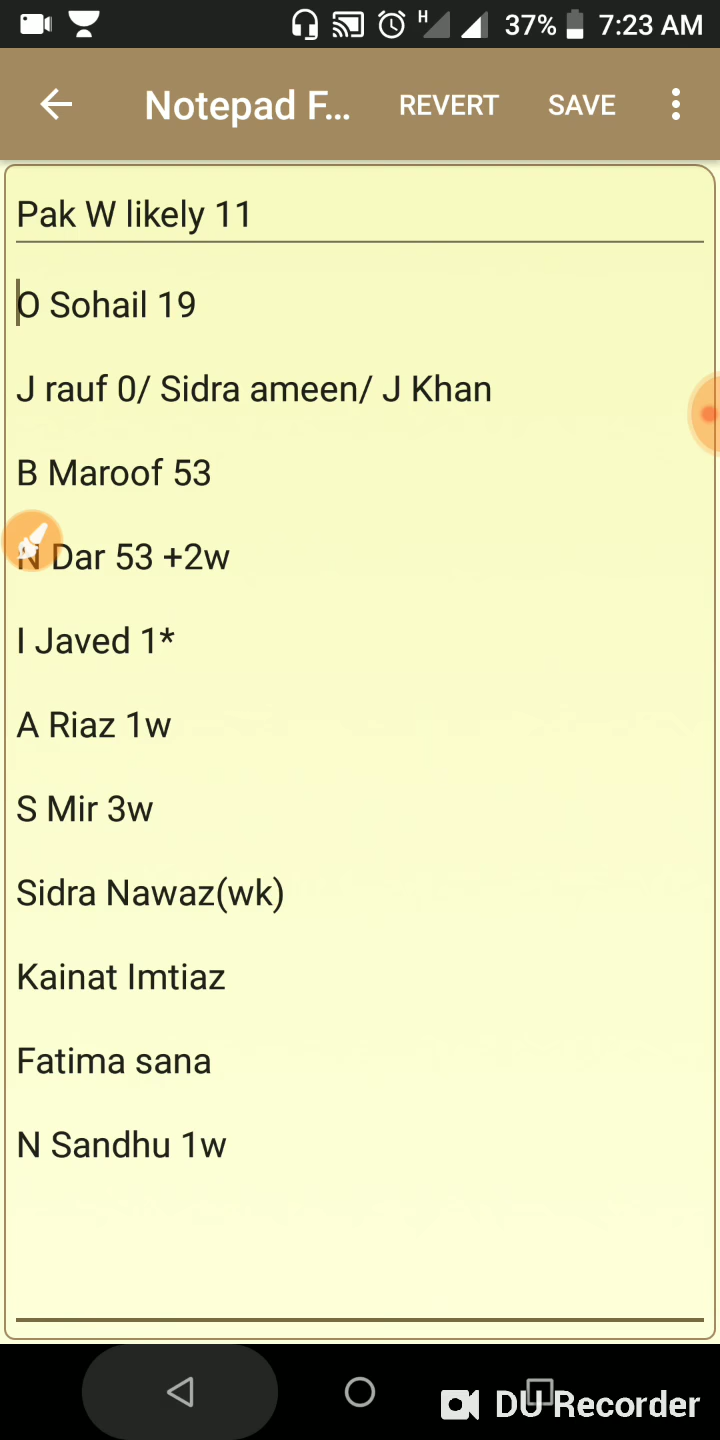 H 37% 7:23 AM
Notepad F... REVERT SAVE
Pak W likely 11
O Sohail 19
J rauf 0/ Sidra ameen/ J Khan
B Maroof 53
N Dar 53 +2w
I Javed 1*
A Riaz 1w
S Mir 3w
Sidra Nawaz(wk)
Kainat Imtiaz
Fatima sana
N Sandhu 1w
DU Recorder